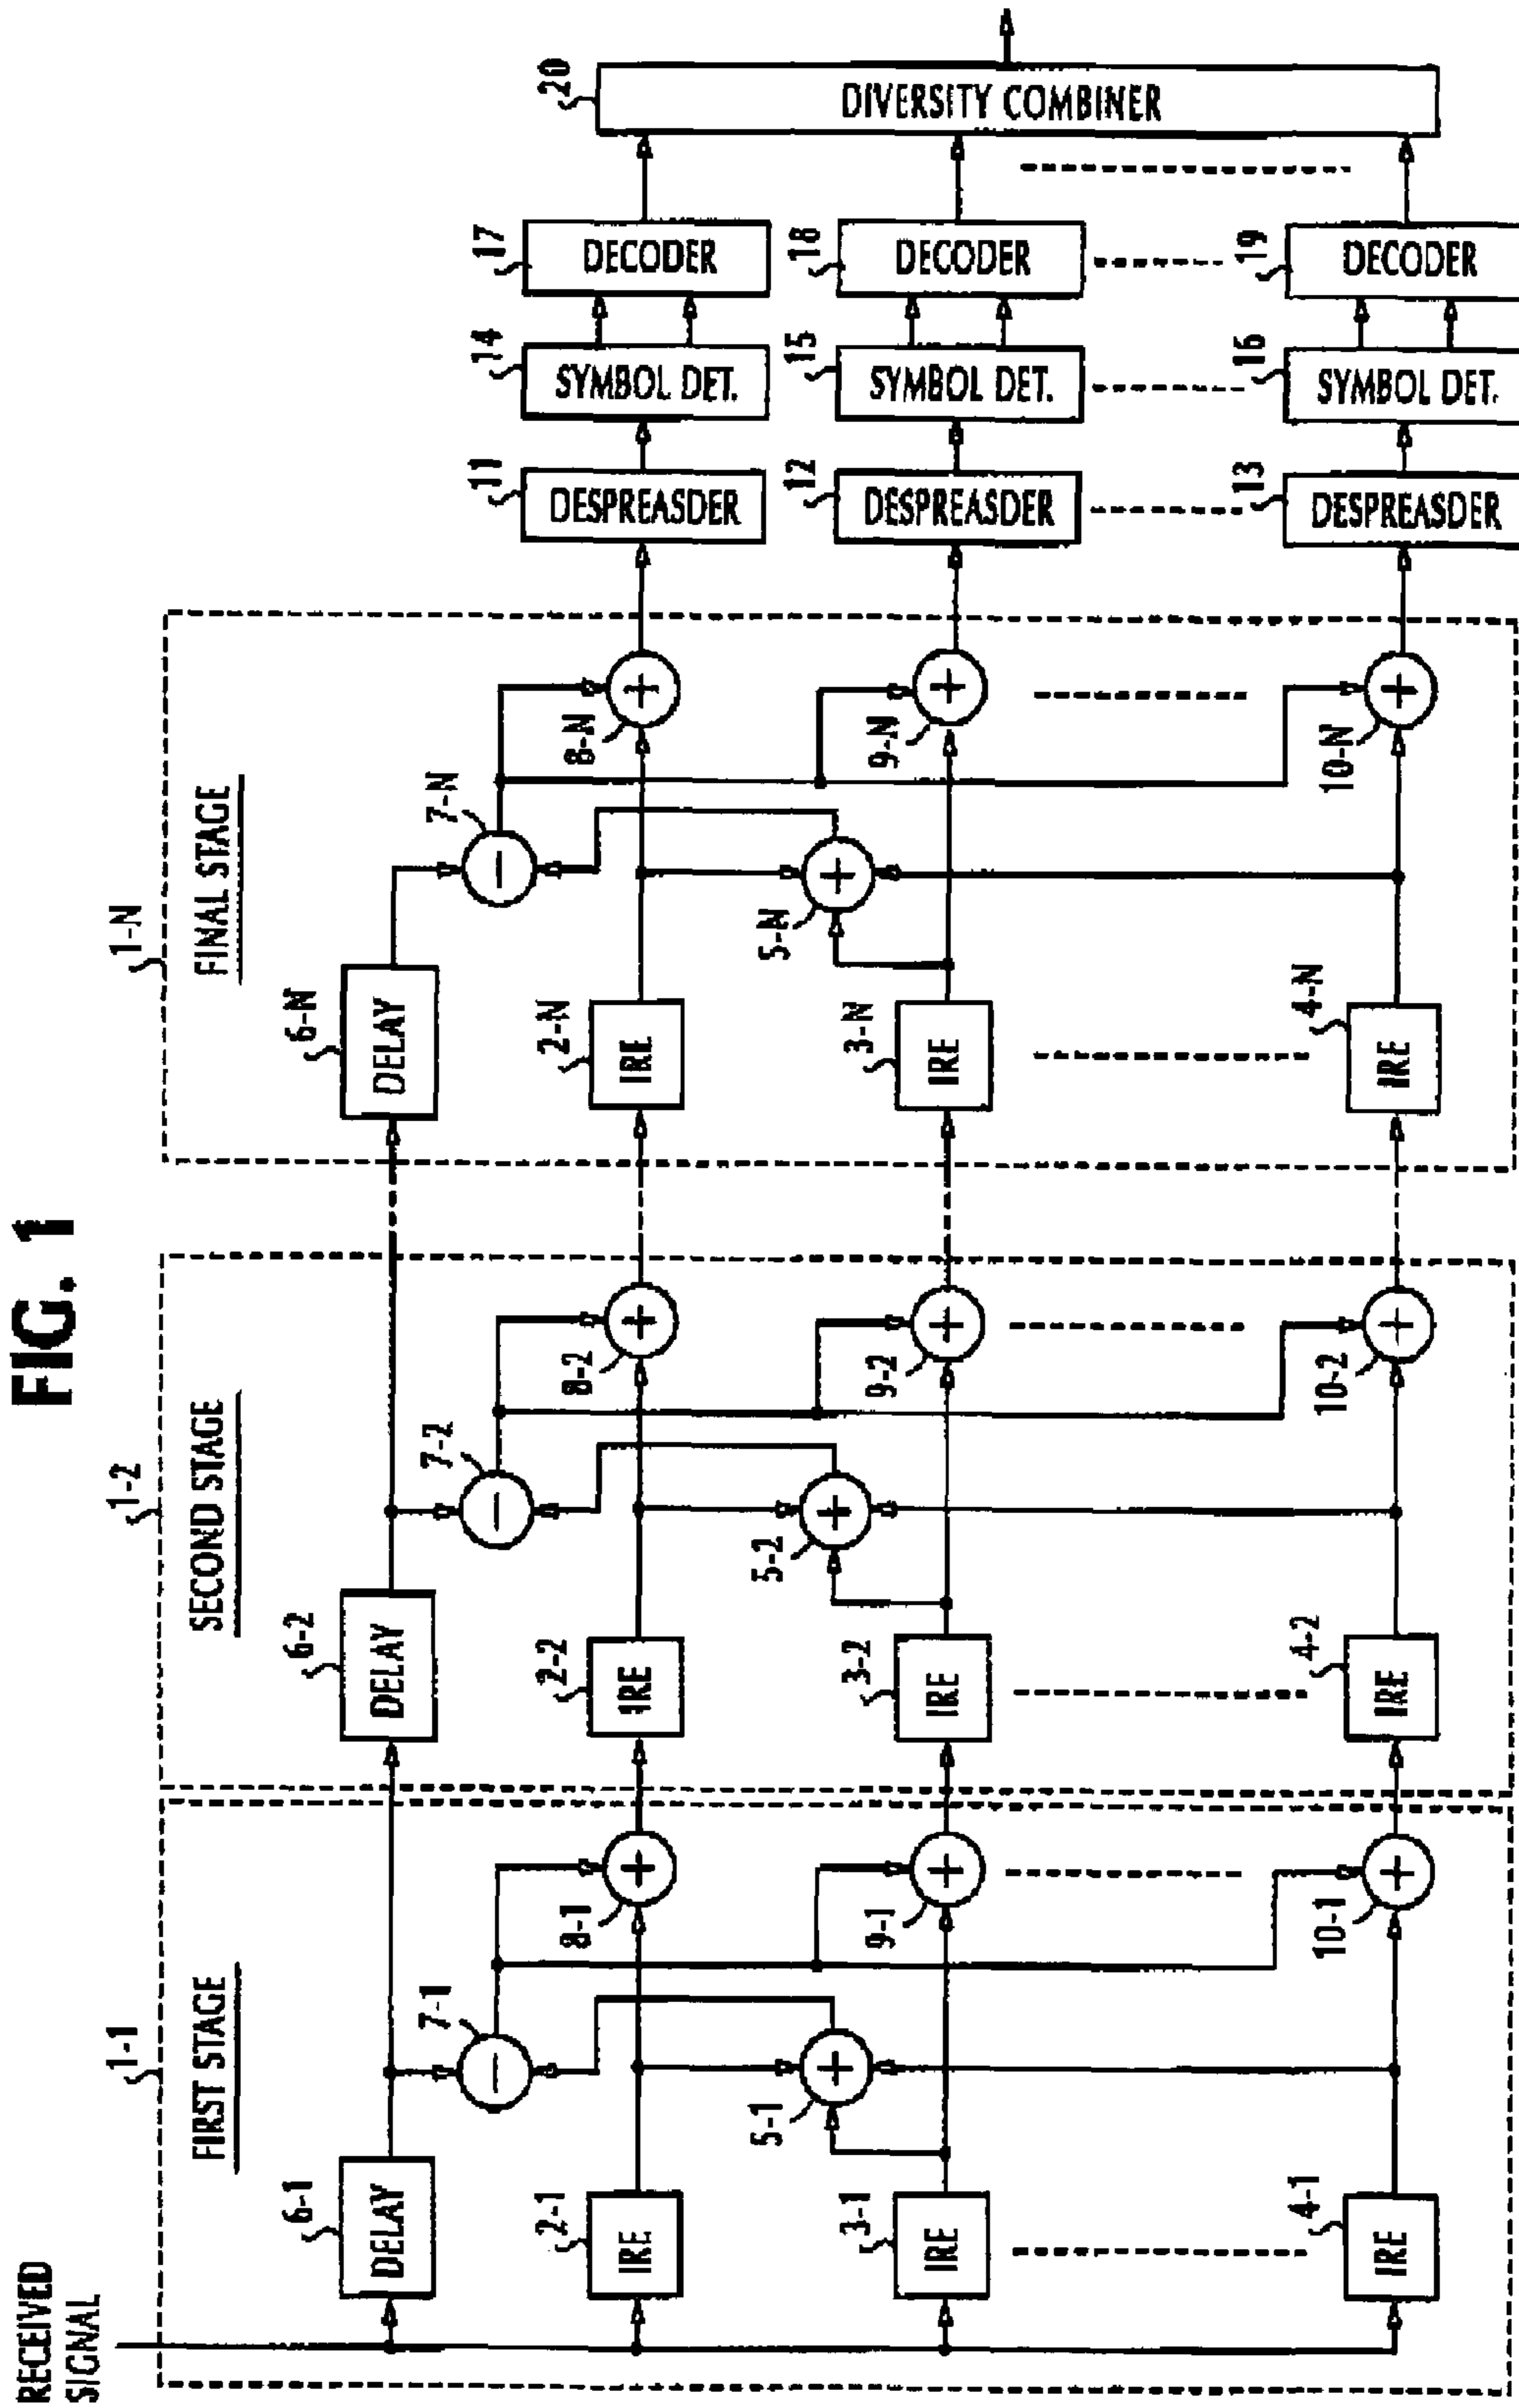 FIG. 1
RECEIVED
SIGNAL
1-1
FIRST STAGE
6-1
DELAY
7-1
2-1
IRE
8-1
5-1
3-1
IRE
9-1
4-1
IRE
10-1
1-2
SECOND STAGE
6-2
DELAY
7-2
2-2
IRE
8-2
5-2
3-2
IRE
9-2
4-2
IRE
10-2
1-N
FINAL STAGE
6-N
DELAY
7-N
2-N
IRE
8-N
5-N
3-N
IRE
9-N
4-N
IRE
10-N
11
DESPREASDER
14
SYMBOL DET.
17
DECODER
12
DESPREASDER
15
SYMBOL DET.
18
DECODER
13
DESPREASDER
16
SYMBOL DET.
19
DECODER
20
DIVERSITY COMBINER